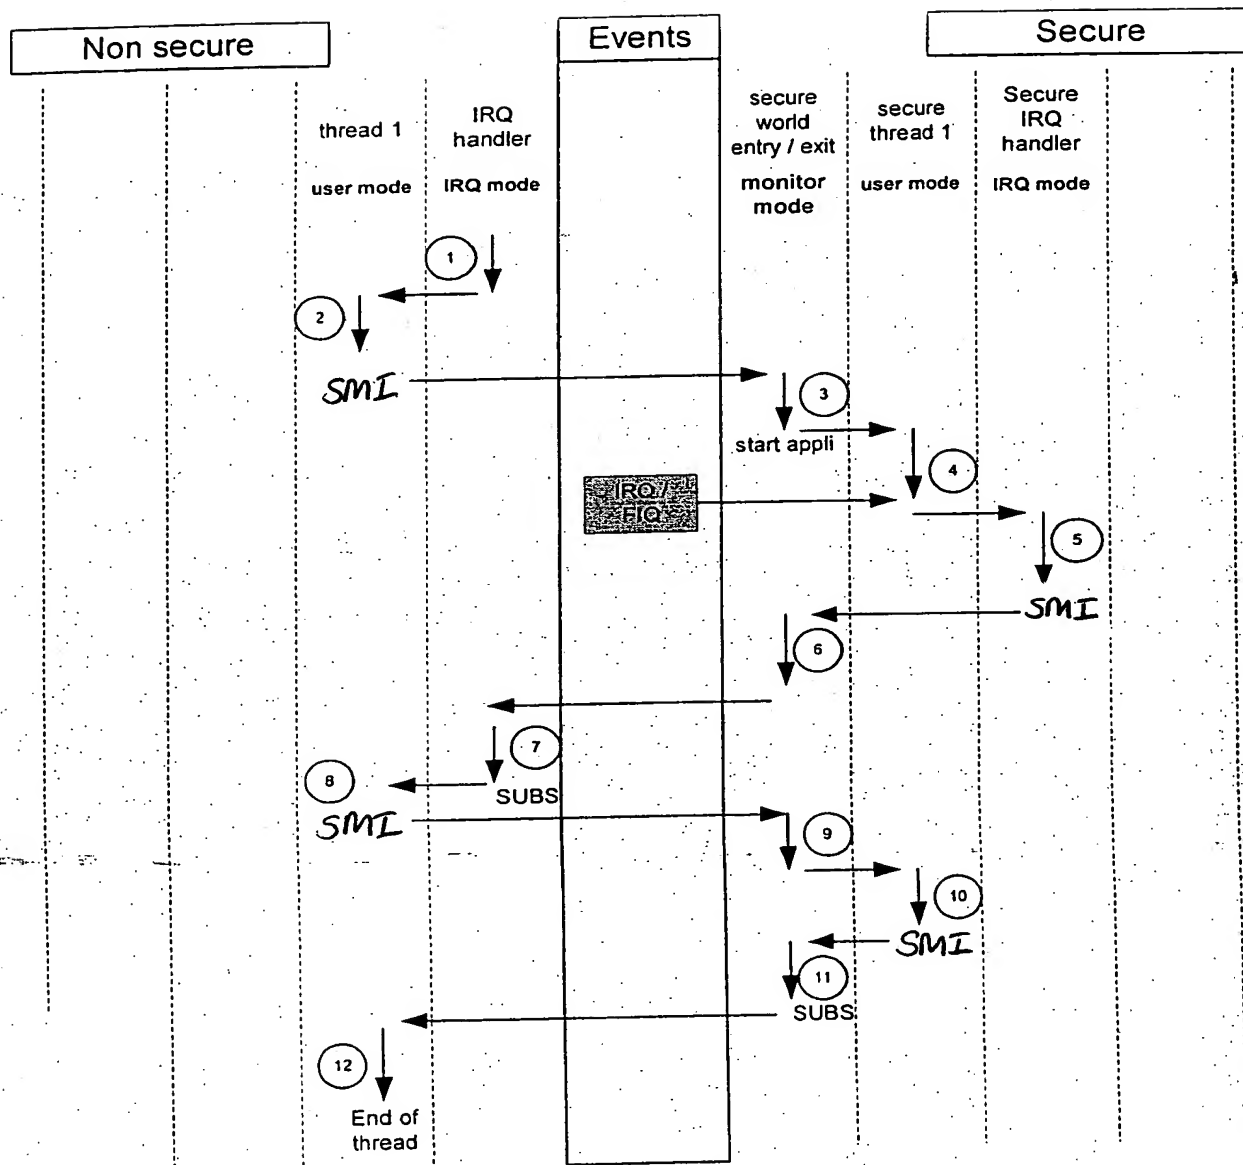 Non secure
Events
Secure
thread 1
user mode
IRQ
handler
IRQ mode
secure
world
entry / exit
monitor
mode
secure
thread 1
user mode
Secure
IRQ
handler
IRQ mode
1
2
SMI
3
start appli
4
IRQ /
FIQ
5
SMI
6
7
8
SUBS
SMI
9
10
SMI
11
SUBS
12
End of
thread